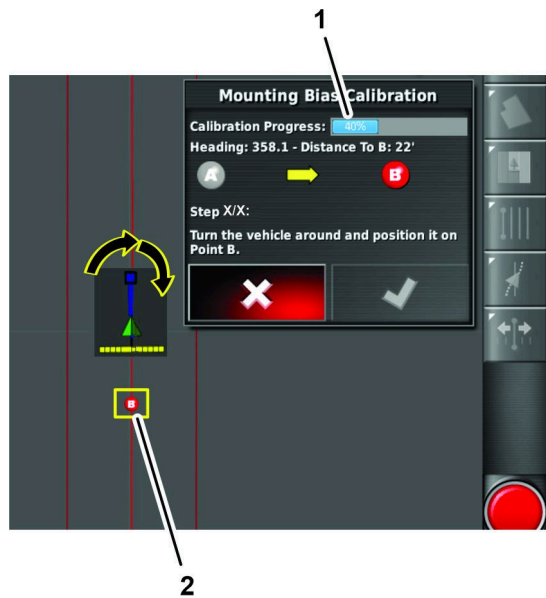 1
Mounting Bias Calibration
Calibration Progress: 40%
Heading: 358.1 - Distance To B: 22'
A B
Step X/X:
Turn the vehicle around and position it on
Point B.
B
2